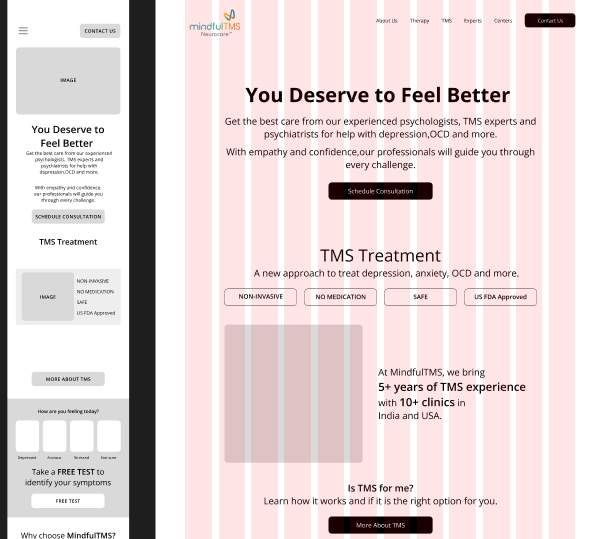 CONTACT US
IMAGE
You Deserve to
Feel Better
Get the best care from our experienced
psychologists, TMS experts and
psychiatrists for help with
depression,OCD and more.
With empathy and confidence,
our professionals will guide you
through every challenge.
SCHEDULE CONSULTATION
TMS Treatment
IMAGE
NON-INVASIVE
NO MEDICATION
SAFE
US FDA Approved
MORE ABOUT TMS
How are you feeling today?
Depressed Anxious Stressed Not sure
Take a FREE TEST to
identify your symptoms
FREE TEST
Why choose MindfulTMS?
mindfulTMS
Neurocare™
About Us Therapy TMS Experts Centers Contact Us
You Deserve to Feel Better
Get the best care from our experienced psychologists, TMS experts and
psychiatrists for help with depression,OCD and more.
With empathy and confidence,our professionals will guide you through
every challenge.
Schedule Consultation
TMS Treatment
A new approach to treat depression, anxiety, OCD and more.
NON-INVASIVE NO MEDICATION SAFE US FDA Approved
At MindfulTMS, we bring
5+ years of TMS experience
with 10+ clinics in
India and USA.
Is TMS for me?
Learn how it works and if it is the right option for you.
More About TMS